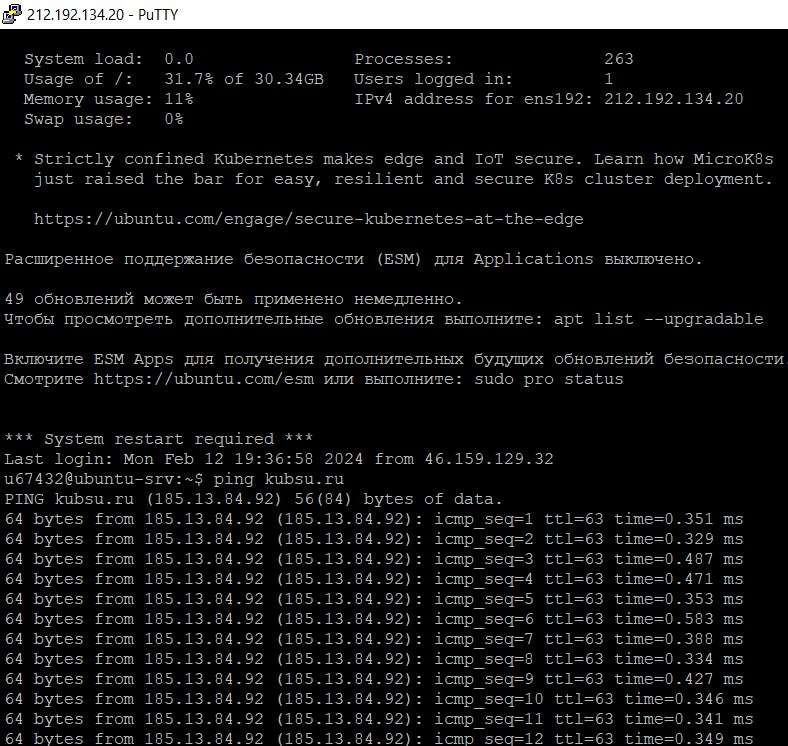 212.192.134.20 - PuTTY
System load: 0.0 Processes: 263
Usage of /: 31.7% of 30.34GB Users logged in: 1
Memory usage: 11% IPv4 address for ens192: 212.192.134.20
Swap usage: 0%
* Strictly confined Kubernetes makes edge and IoT secure. Learn how MicroK8s
just raised the bar for easy, resilient and secure K8s cluster deployment.
https://ubuntu.com/engage/secure-kubernetes-at-the-edge
Расширенное поддержание безопасности (ESM) для Applications выключено.
49 обновлений может быть применено немедленно.
Чтобы просмотреть дополнительные обновления выполните: apt list --upgradable
Включите ESM Apps для получения дополнительных будущих обновлений безопасности.
Смотрите https://ubuntu.com/esm или выполните: sudo pro status
*** System restart required ***
Last login: Mon Feb 12 19:36:58 2024 from 46.159.129.32
u67432@ubuntu-srv:~$ ping kubsu.ru
PING kubsu.ru (185.13.84.92) 56(84) bytes of data.
64 bytes from 185.13.84.92 (185.13.84.92): icmp_seq=1 ttl=63 time=0.351 ms
64 bytes from 185.13.84.92 (185.13.84.92): icmp_seq=2 ttl=63 time=0.329 ms
64 bytes from 185.13.84.92 (185.13.84.92): icmp_seq=3 ttl=63 time=0.487 ms
64 bytes from 185.13.84.92 (185.13.84.92): icmp_seq=4 ttl=63 time=0.471 ms
64 bytes from 185.13.84.92 (185.13.84.92): icmp_seq=5 ttl=63 time=0.353 ms
64 bytes from 185.13.84.92 (185.13.84.92): icmp_seq=6 ttl=63 time=0.583 ms
64 bytes from 185.13.84.92 (185.13.84.92): icmp_seq=7 ttl=63 time=0.388 ms
64 bytes from 185.13.84.92 (185.13.84.92): icmp_seq=8 ttl=63 time=0.334 ms
64 bytes from 185.13.84.92 (185.13.84.92): icmp_seq=9 ttl=63 time=0.427 ms
64 bytes from 185.13.84.92 (185.13.84.92): icmp_seq=10 ttl=63 time=0.346 ms
64 bytes from 185.13.84.92 (185.13.84.92): icmp_seq=11 ttl=63 time=0.341 ms
64 bytes from 185.13.84.92 (185.13.84.92): icmp_seq=12 ttl=63 time=0.349 ms